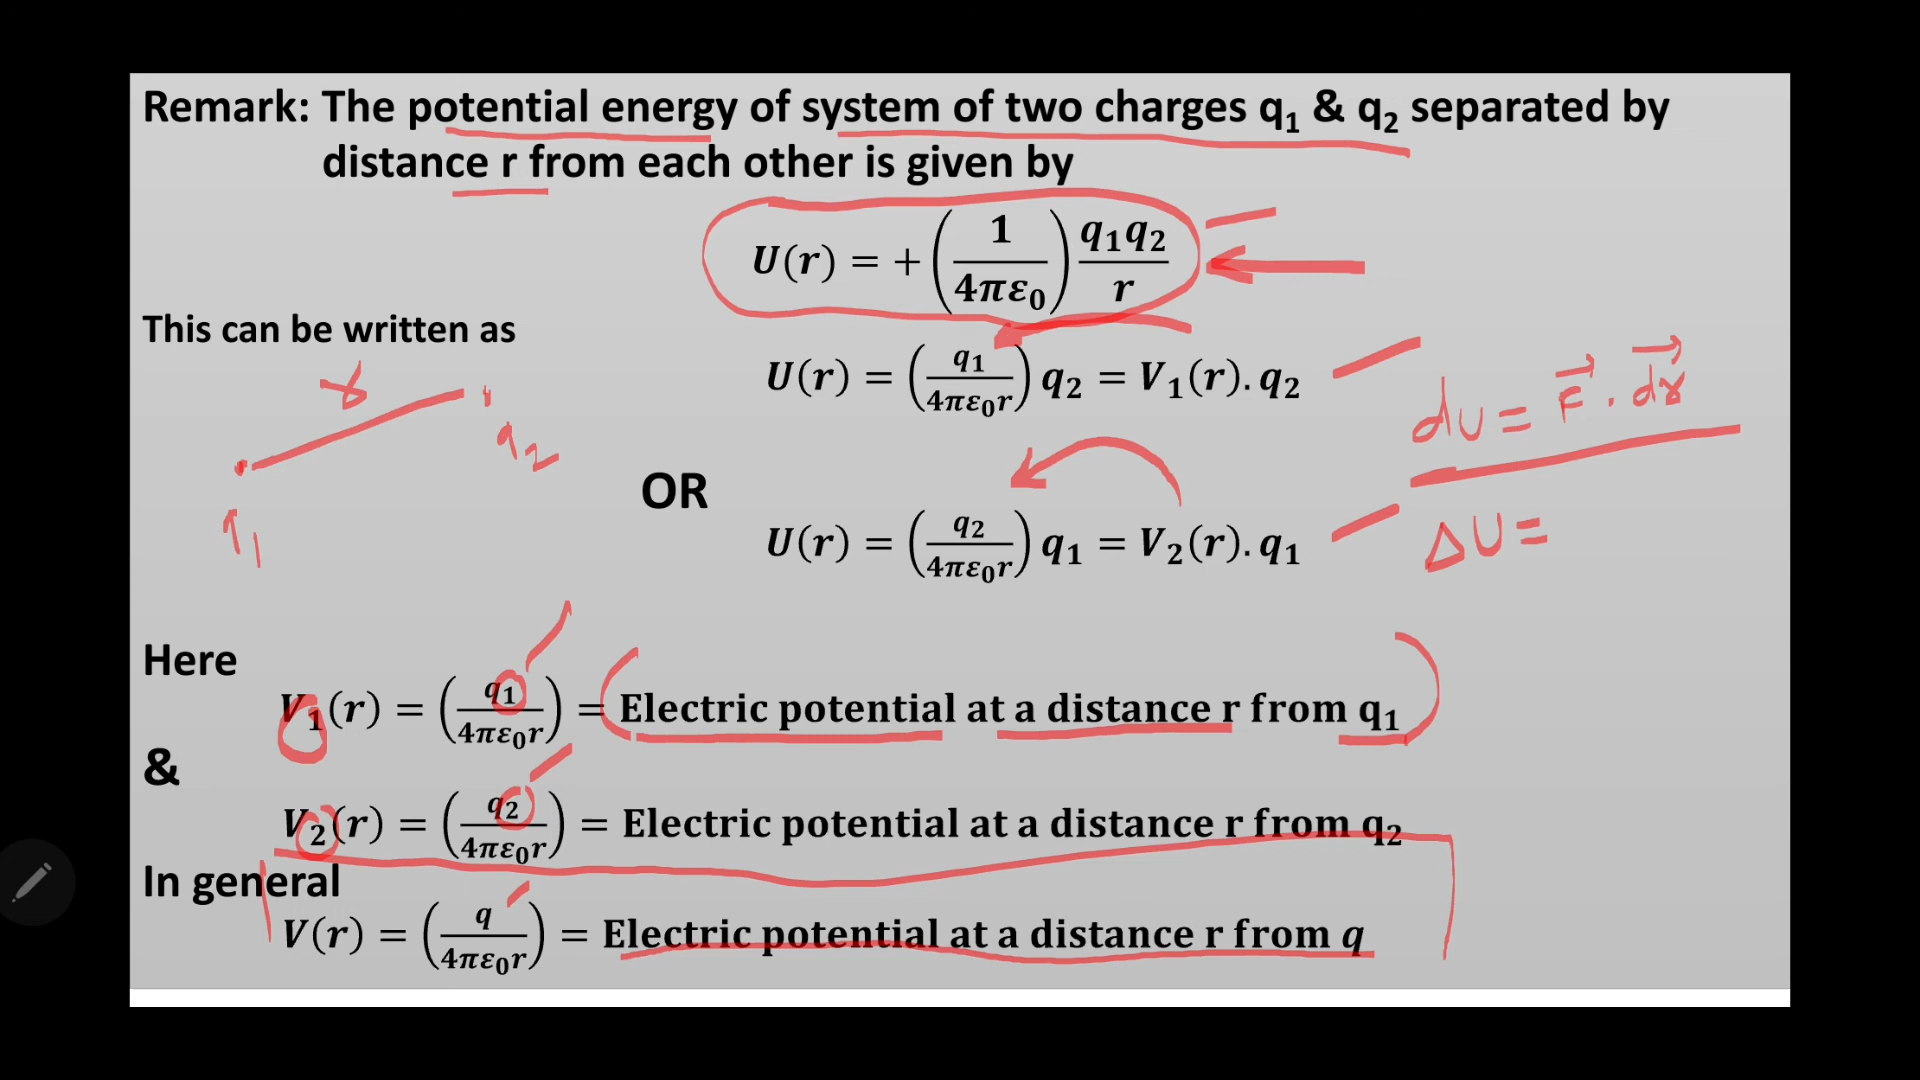 Remark: The potential energy of system of two charges q₁ & q₂ separated by
distance r from each other is given by
U(r) = +(1/4πε₀) q₁q₂/r
This can be written as
U(r) = (q₁/4πε₀r) q₂ = V₁(r). q₂
r
q₂
q₁
dU = F⃗ . dr⃗
OR
U(r) = (q₂/4πε₀r) q₁ = V₂(r). q₁
ΔU =
Here
V₁(r) = (q₁/4πε₀r) = Electric potential at a distance r from q₁
&
V₂(r) = (q₂/4πε₀r) = Electric potential at a distance r from q₂
In general
V(r) = (q/4πε₀r) = Electric potential at a distance r from q